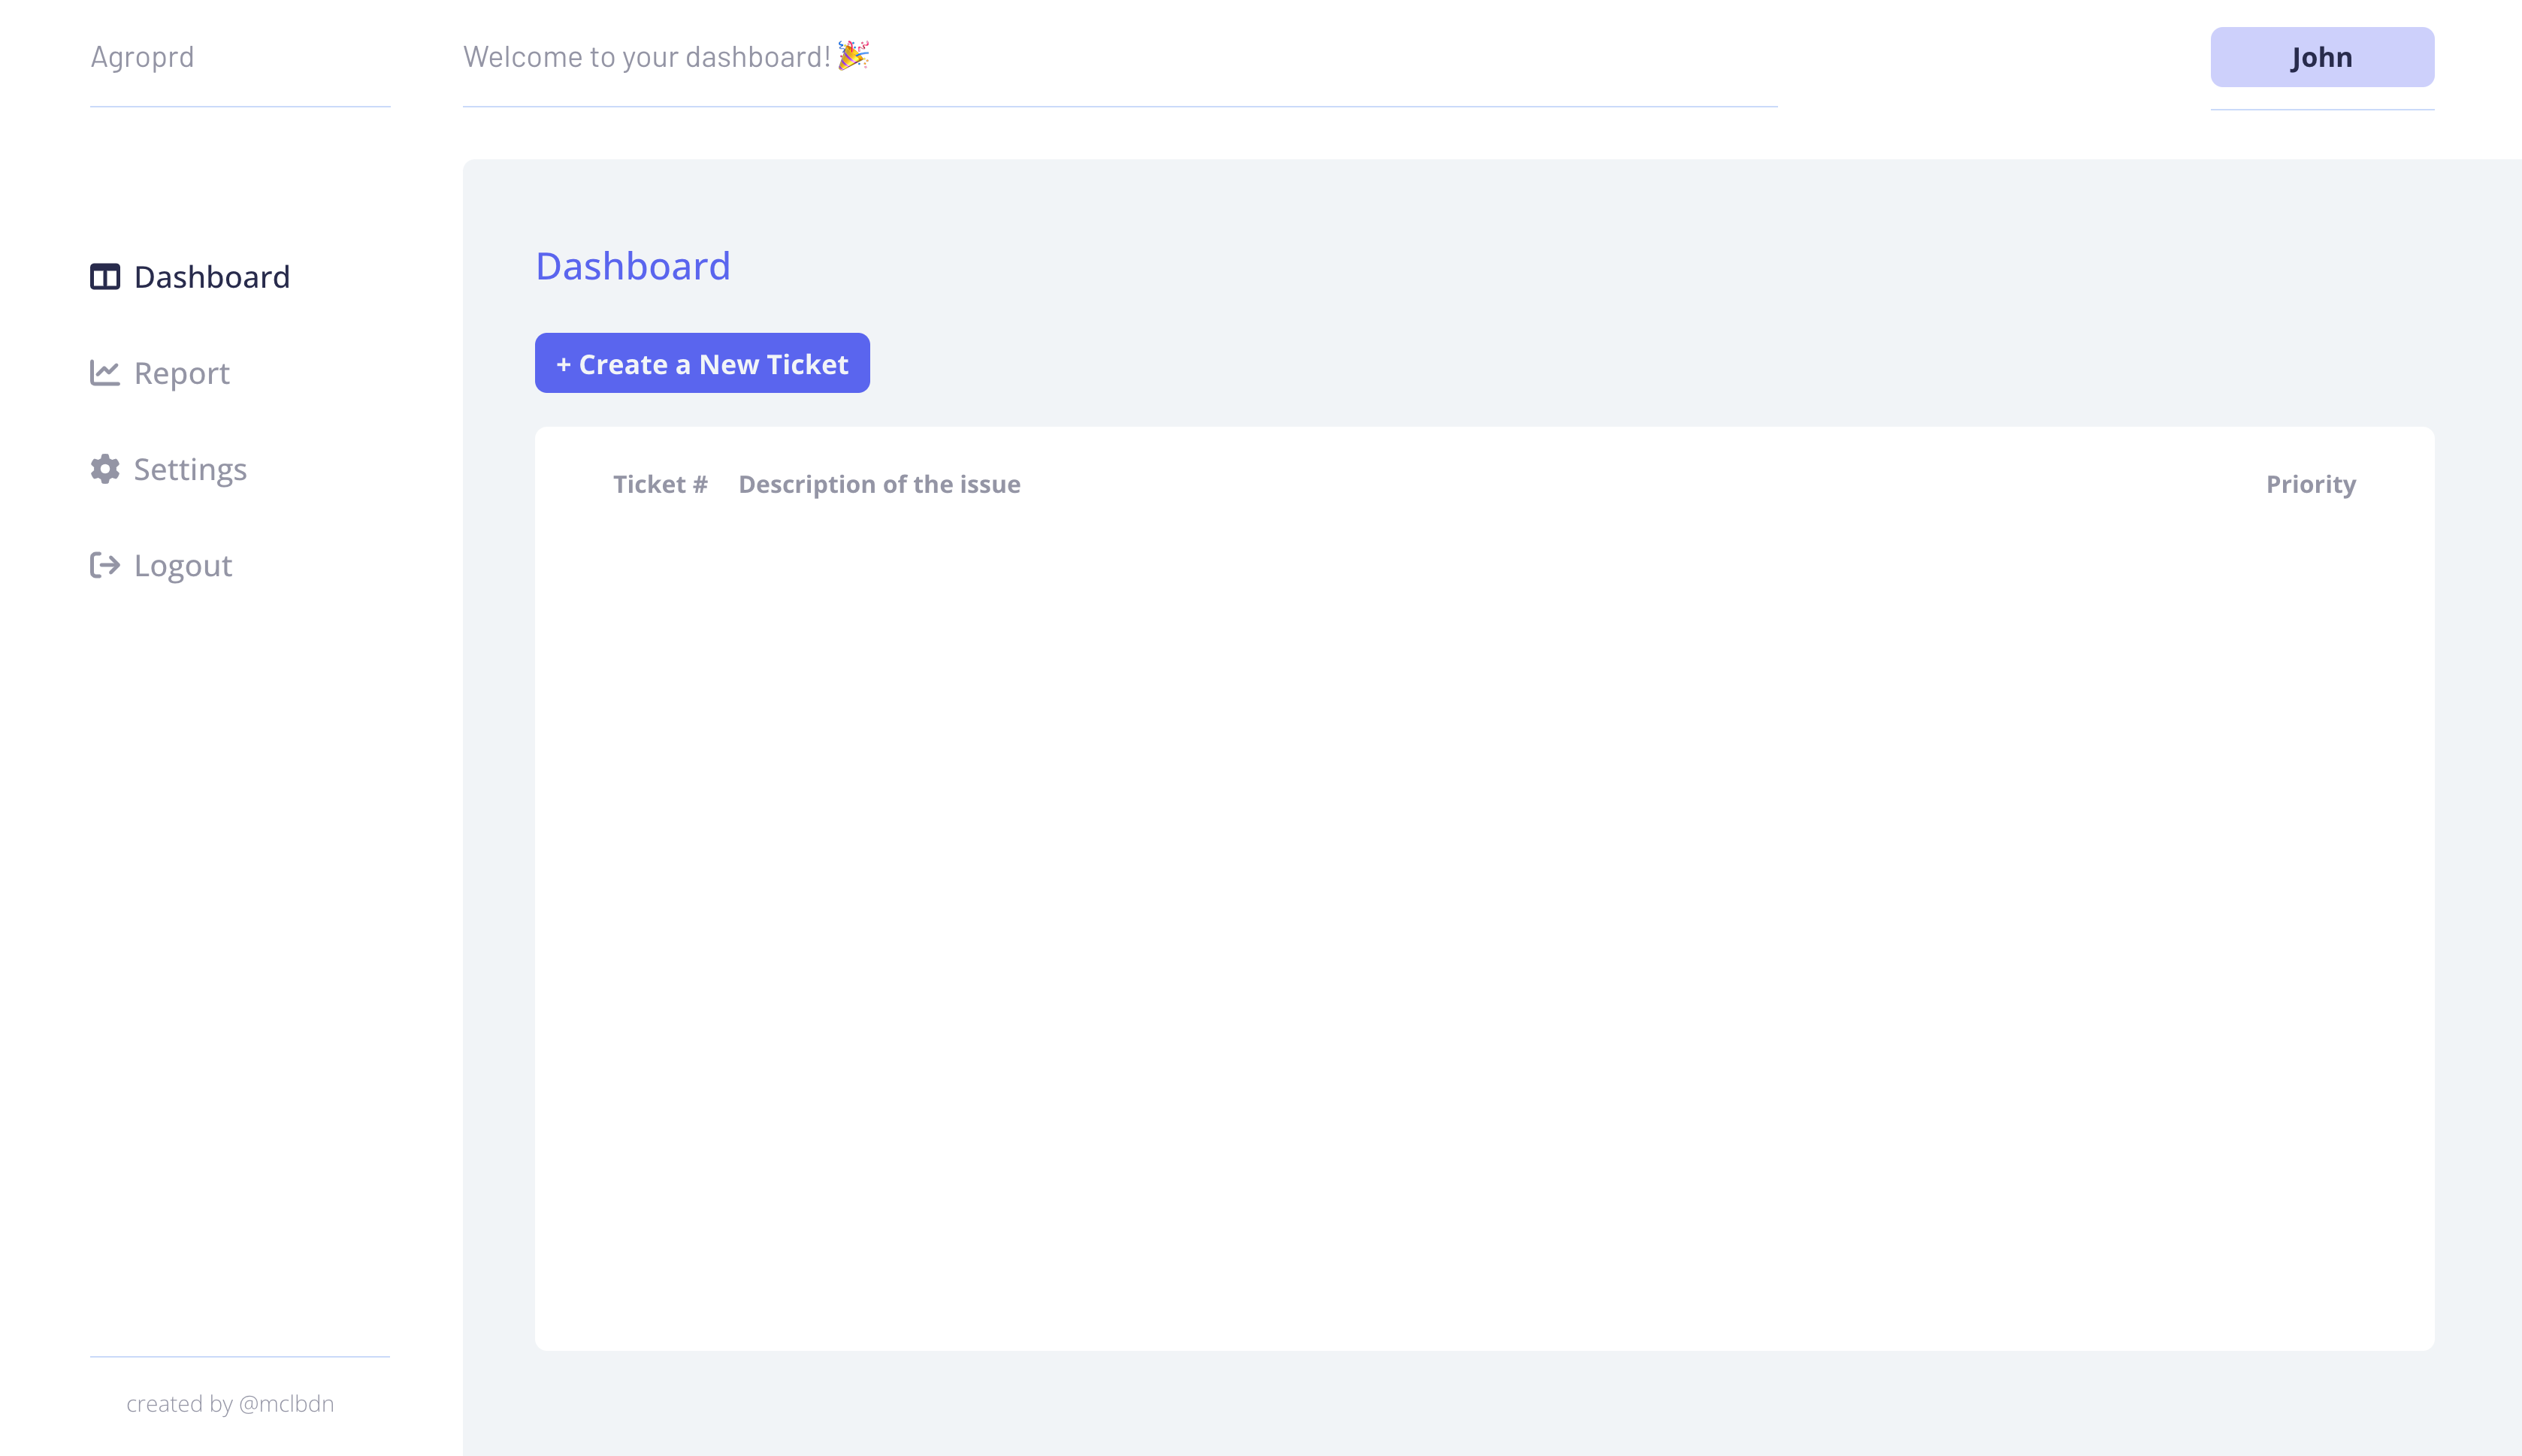 Agroprd
Welcome to your dashboard! 🎉
John
Dashboard
Report
Settings
Logout
Dashboard
+ Create a New Ticket
Ticket # Description of the issue Priority
created by @mclbdn